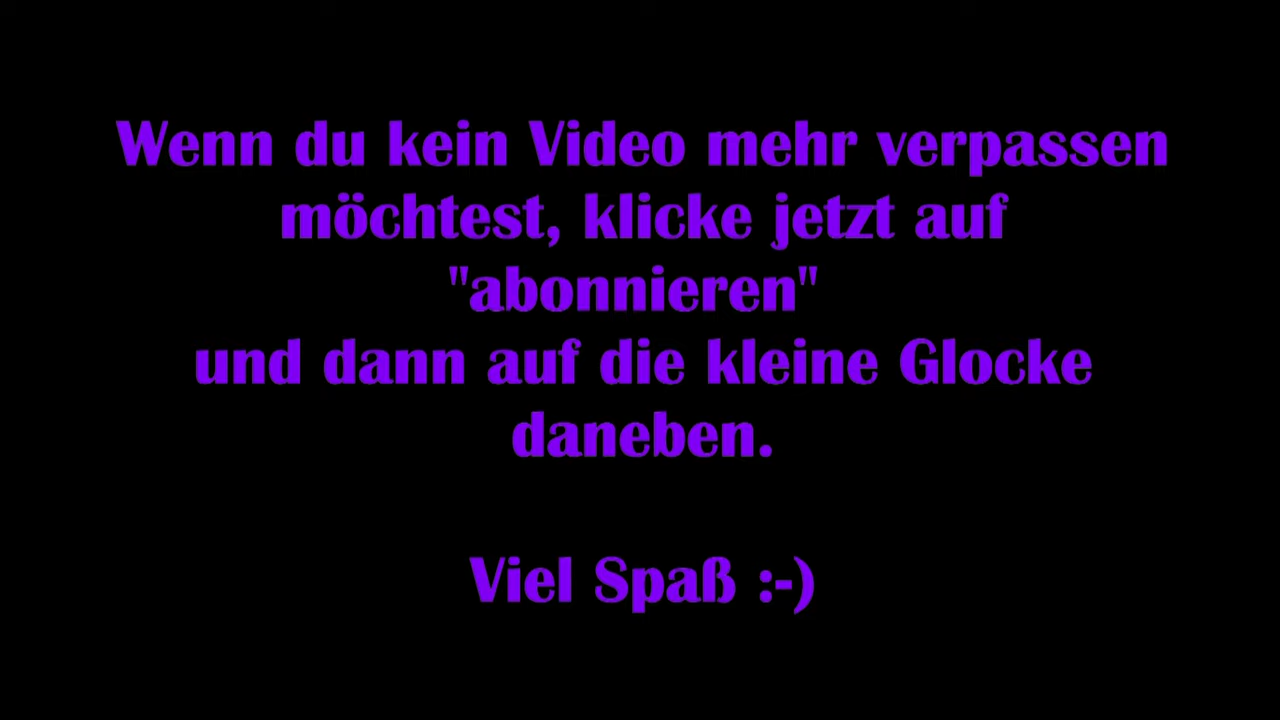 Wenn du kein Video mehr verpassen
möchtest, klicke jetzt auf
"abonnieren"
und dann auf die kleine Glocke
daneben.
Viel Spaß :-)